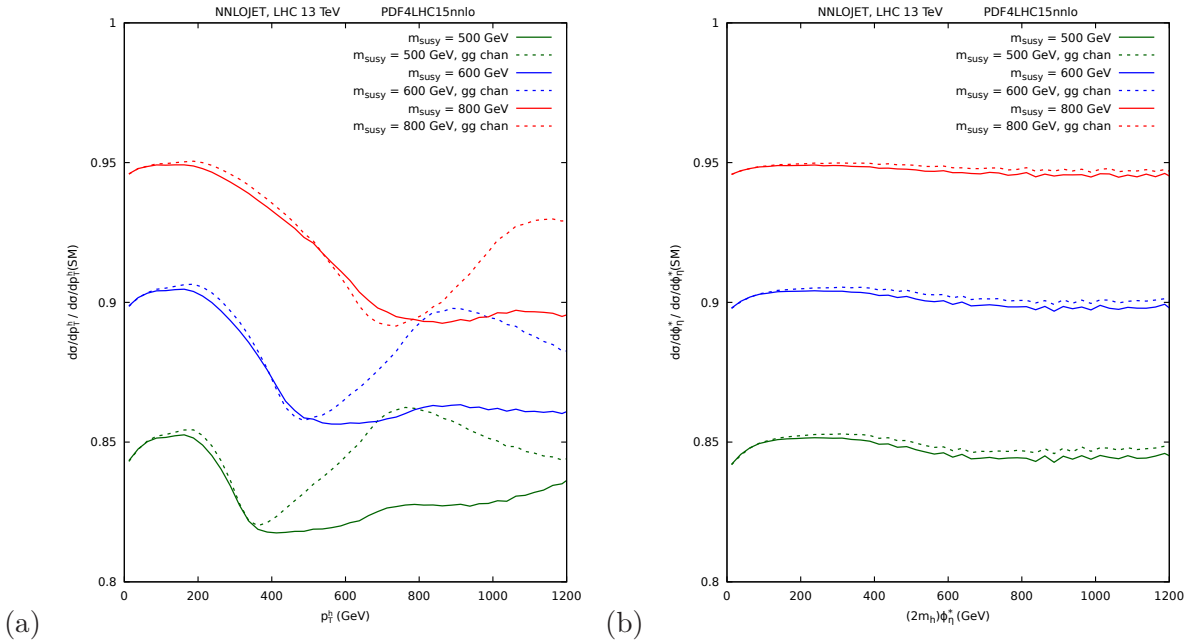 NNLOJET, LHC 13 TeV PDF4LHC15nnlo
m_susy = 500 GeV
m_susy = 500 GeV, gg chan
m_susy = 600 GeV
m_susy = 600 GeV, gg chan
m_susy = 800 GeV
m_susy = 800 GeV, gg chan
1
0.95
0.9
0.85
0.8
dσ/dp_T^h / dσ/dp_T^h(SM)
0 200 400 600 800 1000 1200
p_T^h (GeV)
(a)
NNLOJET, LHC 13 TeV PDF4LHC15nnlo
m_susy = 500 GeV
m_susy = 500 GeV, gg chan
m_susy = 600 GeV
m_susy = 600 GeV, gg chan
m_susy = 800 GeV
m_susy = 800 GeV, gg chan
1
0.95
0.9
0.85
0.8
dσ/dϕ_η^* / dσ/dϕ_η^*(SM)
0 200 400 600 800 1000 1200
(2m_h)ϕ_η^* (GeV)
(b)